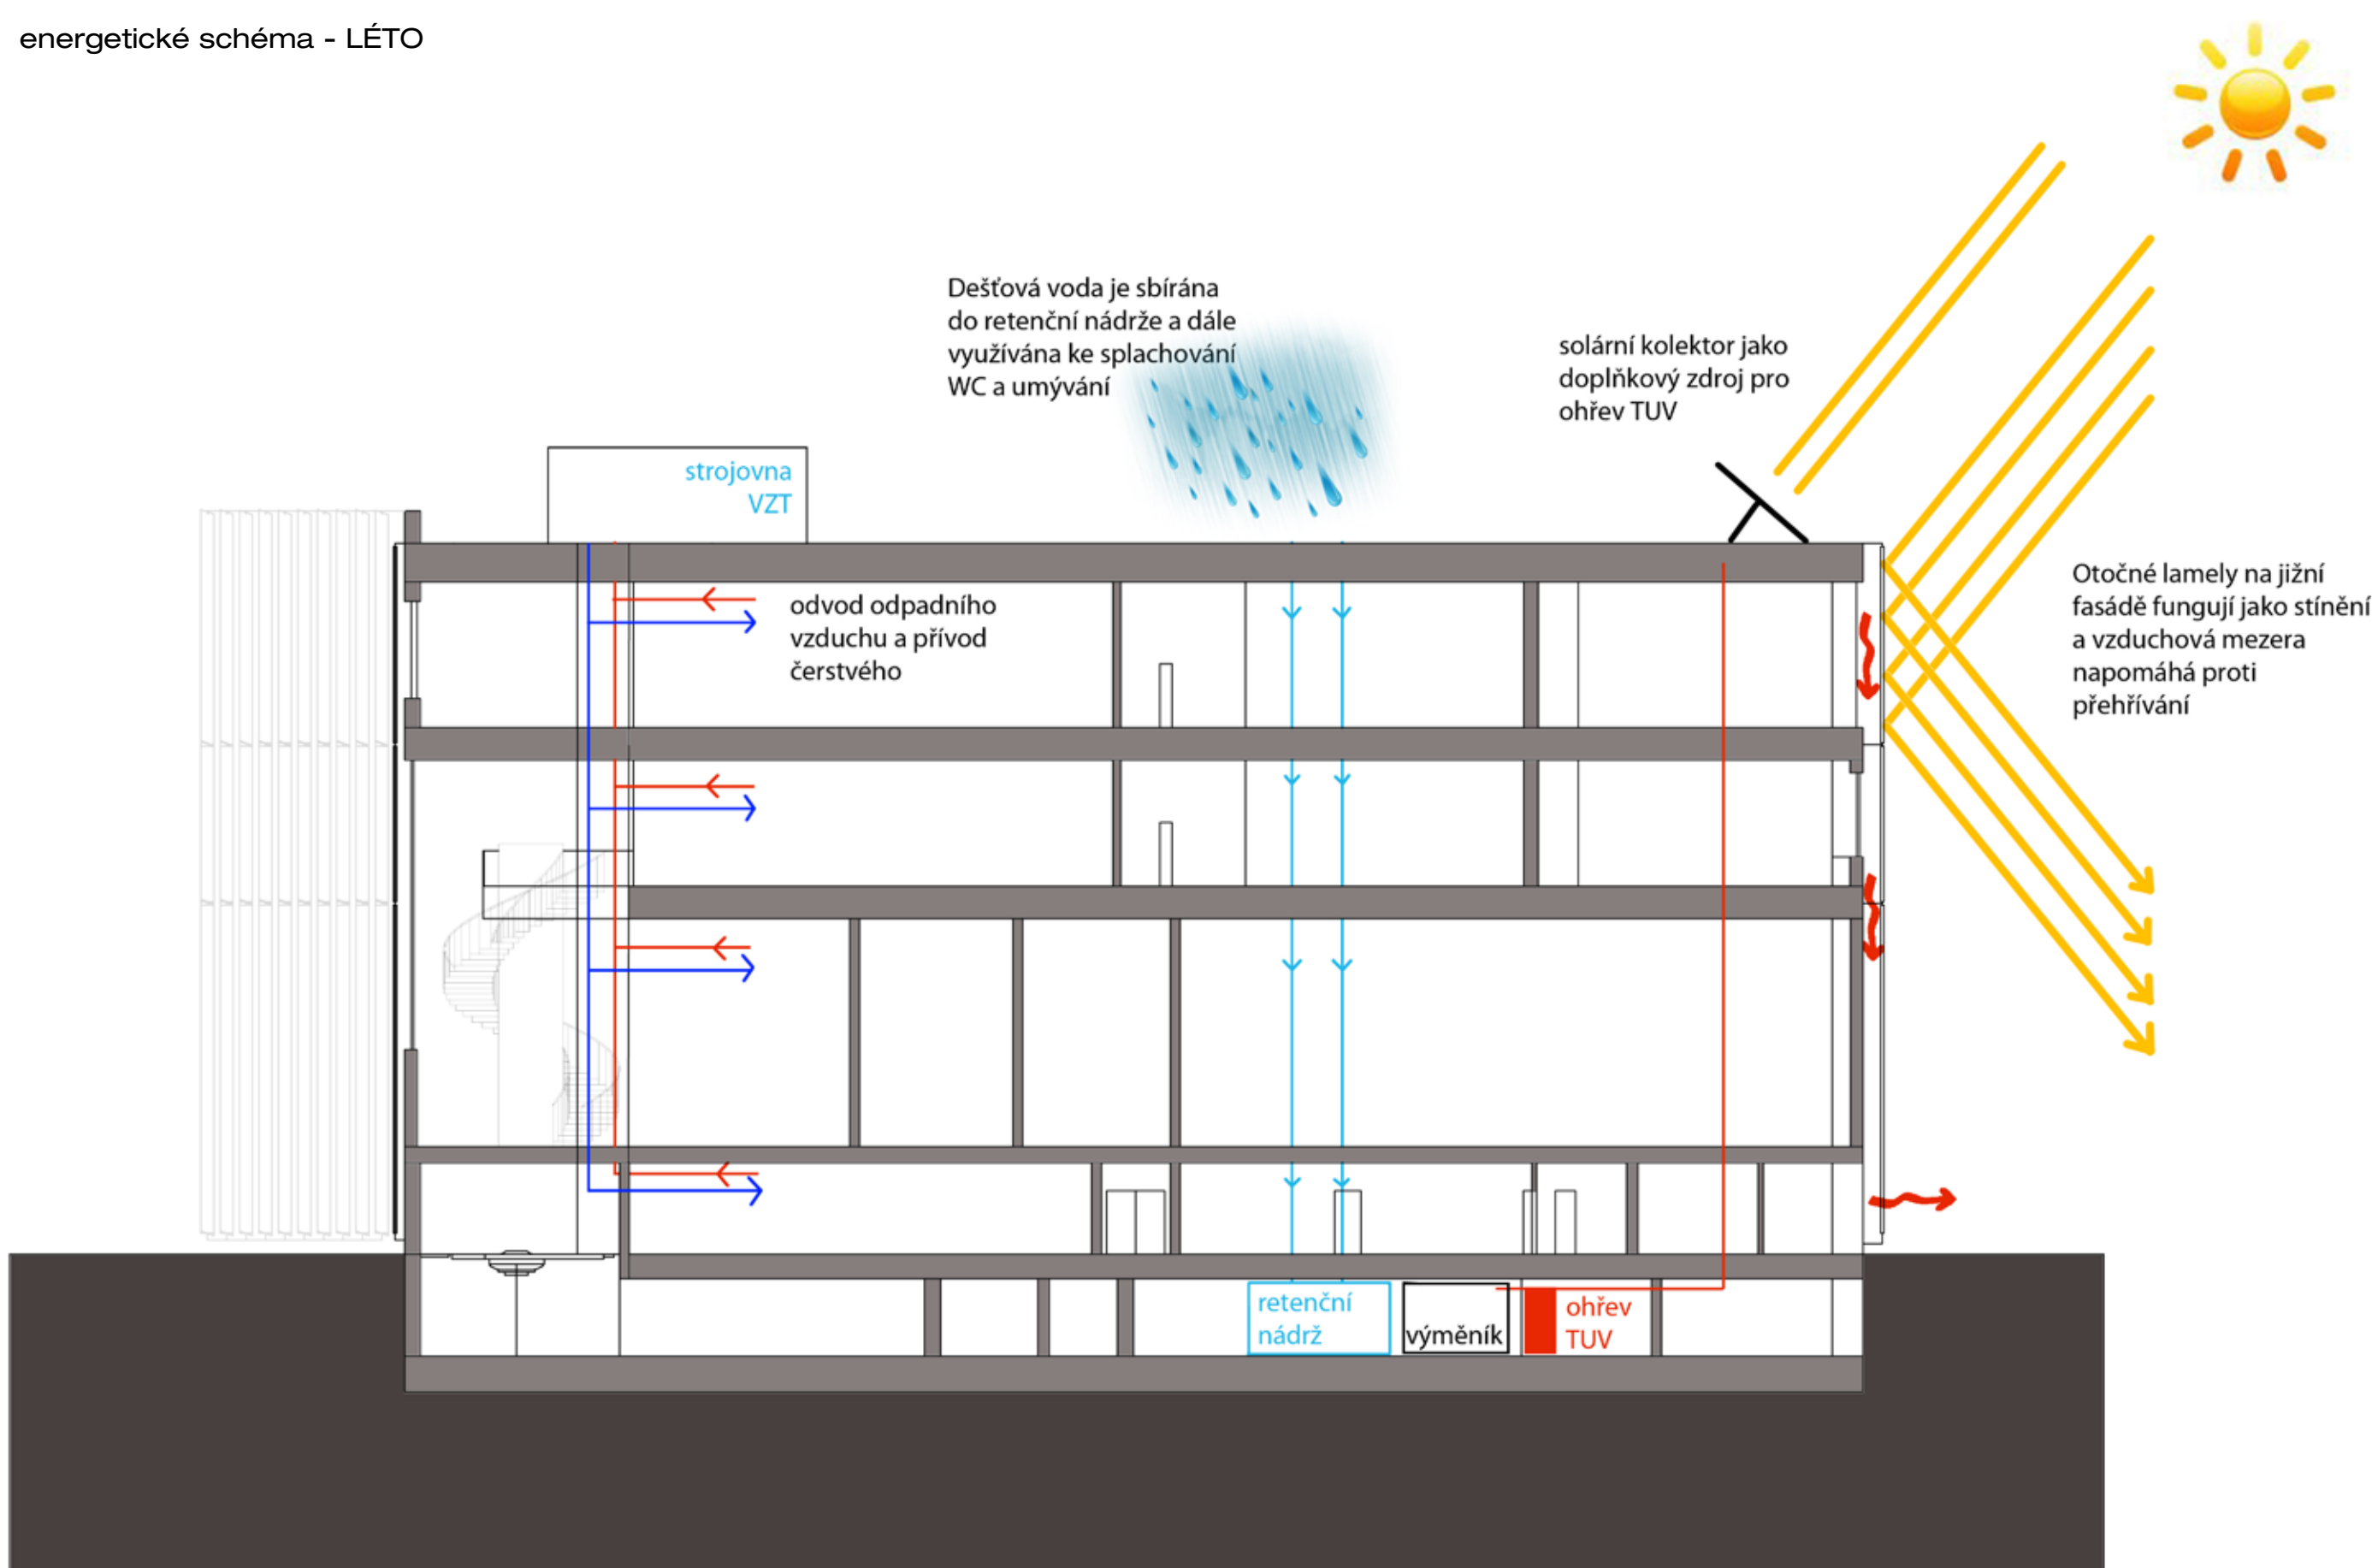 energetické schéma - LÉTO
Dešťová voda je sbírána
do retenční nádrže a dále
využívána ke splachování
WC a umývání
solární kolektor jako
doplňkový zdroj pro
ohřev TUV
strojovna
VZT
Otočné lamely na jižní
fasádě fungují jako stínění
a vzduchová mezera
napomáhá proti
přehřívání
odvod odpadního
vzduchu a přívod
čerstvého
retenční
nádrž
výměník
ohřev
TUV